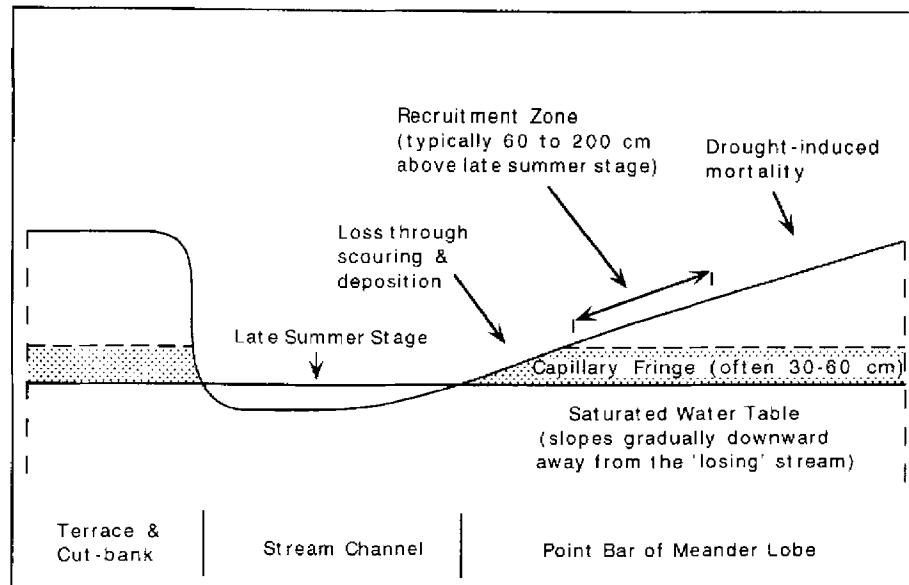 Recruitment Zone
(typically 60 to 200 cm
above late summer stage)
Drought-induced
mortality
Loss through
scouring &
deposition
Late Summer Stage
Capillary Fringe (often 30-60 cm)
Saturated Water Table
(slopes gradually downward
away from the 'losing' stream)
Terrace &
Cut-bank
Stream Channel
Point Bar of Meander Lobe